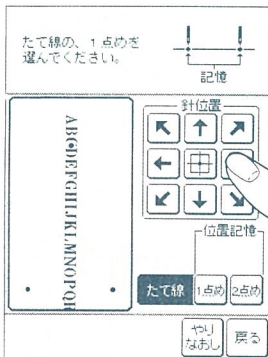 たて線の、1点めを
選んでください。
記憶
針位置
ABCDEFGHIJKLMNOPQR
位置記憶
たて線 1点め 2点め
やり
なおし
戻る